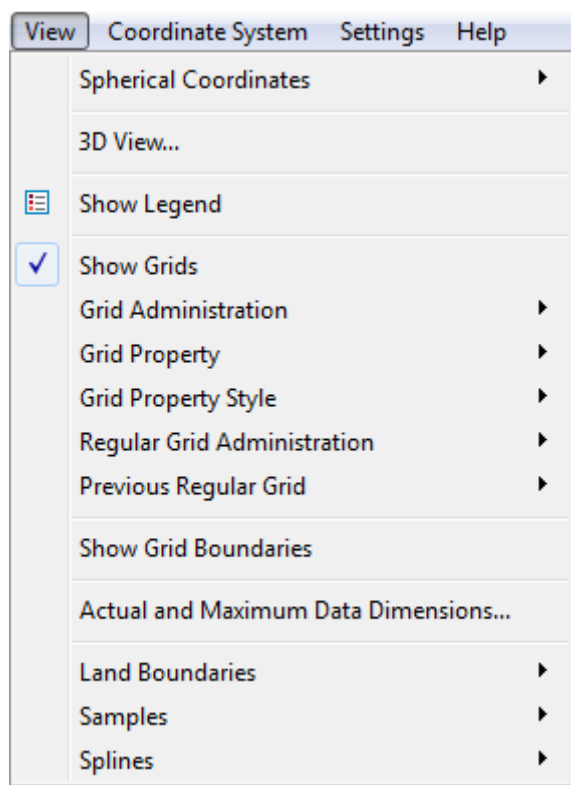 View Coordinate System Settings Help
Spherical Coordinates
3D View...
Show Legend
Show Grids
Grid Administration
Grid Property
Grid Property Style
Regular Grid Administration
Previous Regular Grid
Show Grid Boundaries
Actual and Maximum Data Dimensions...
Land Boundaries
Samples
Splines